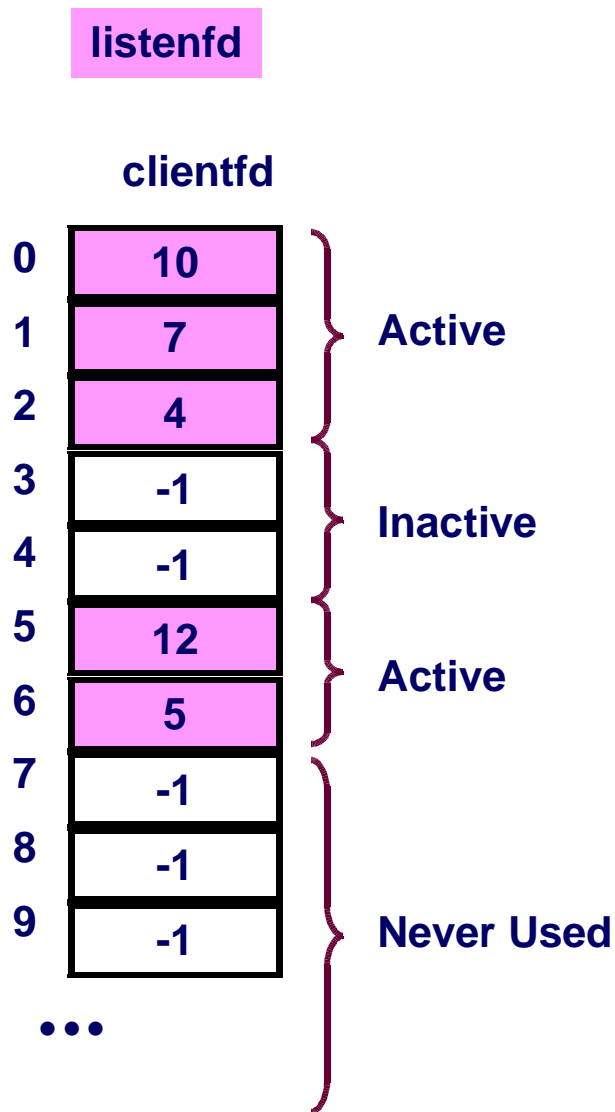 listenfd
clientfd
0 10
1 7 Active
2 4
3 -1
Inactive
4 -1
5 12
Active
6 5
7 -1
8 -1
9 -1 Never Used
...